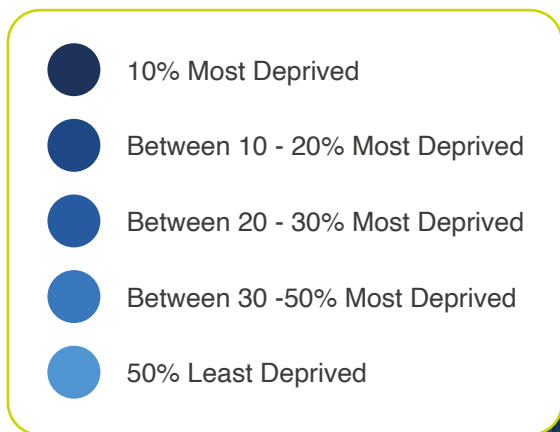 10% Most Deprived
Between 10 - 20% Most Deprived
Between 20 - 30% Most Deprived
Between 30 -50% Most Deprived
50% Least Deprived